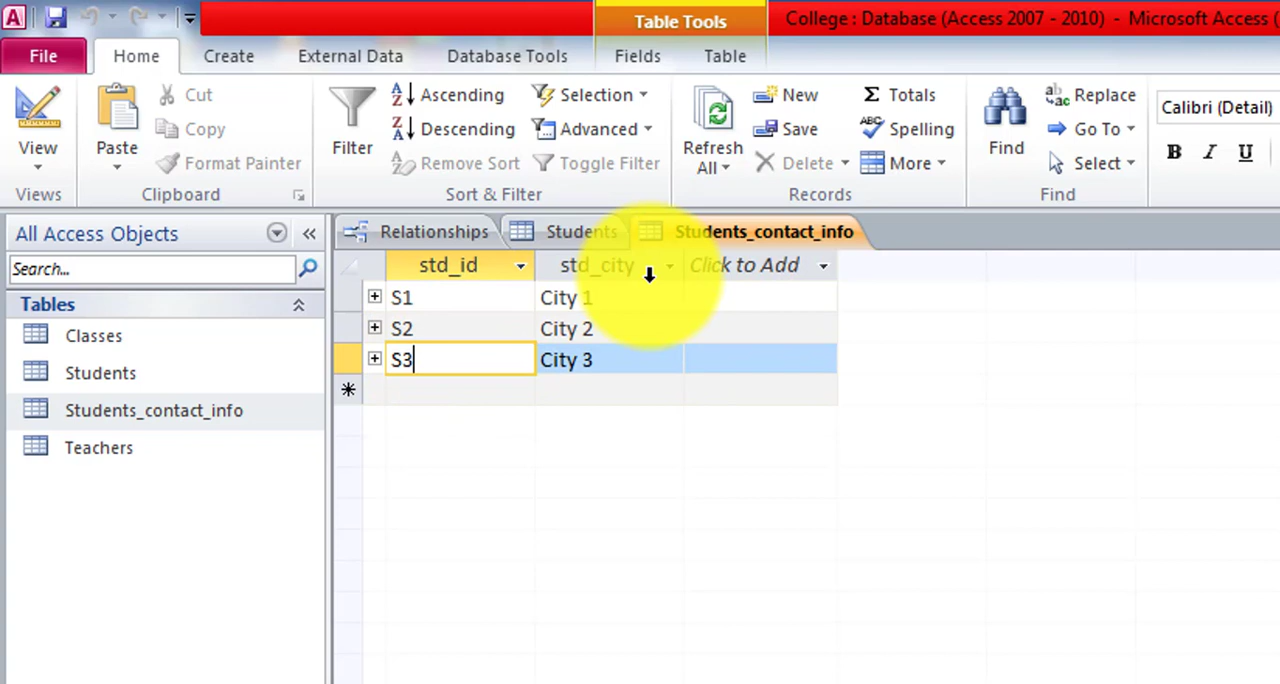 A
Table Tools
College : Database (Access 2007 - 2010) - Microsoft Access (
File
Home
Create
External Data
Database Tools
Fields
Table
View
Views
Paste
Cut
Copy
Format Painter
Clipboard
Filter
Ascending
Descending
Remove Sort
Selection
Advanced
Toggle Filter
Sort & Filter
Refresh
All
New
Save
Delete
Totals
Spelling
More
Records
Find
Replace
Go To
Select
Find
Calibri (Detail)
B I U
All Access Objects
Search...
Tables
Classes
Students
Students_contact_info
Teachers
Relationships
Students
Students_contact_info
std_id std_city Click to Add
S1 City 1
S2 City 2
S3 City 3